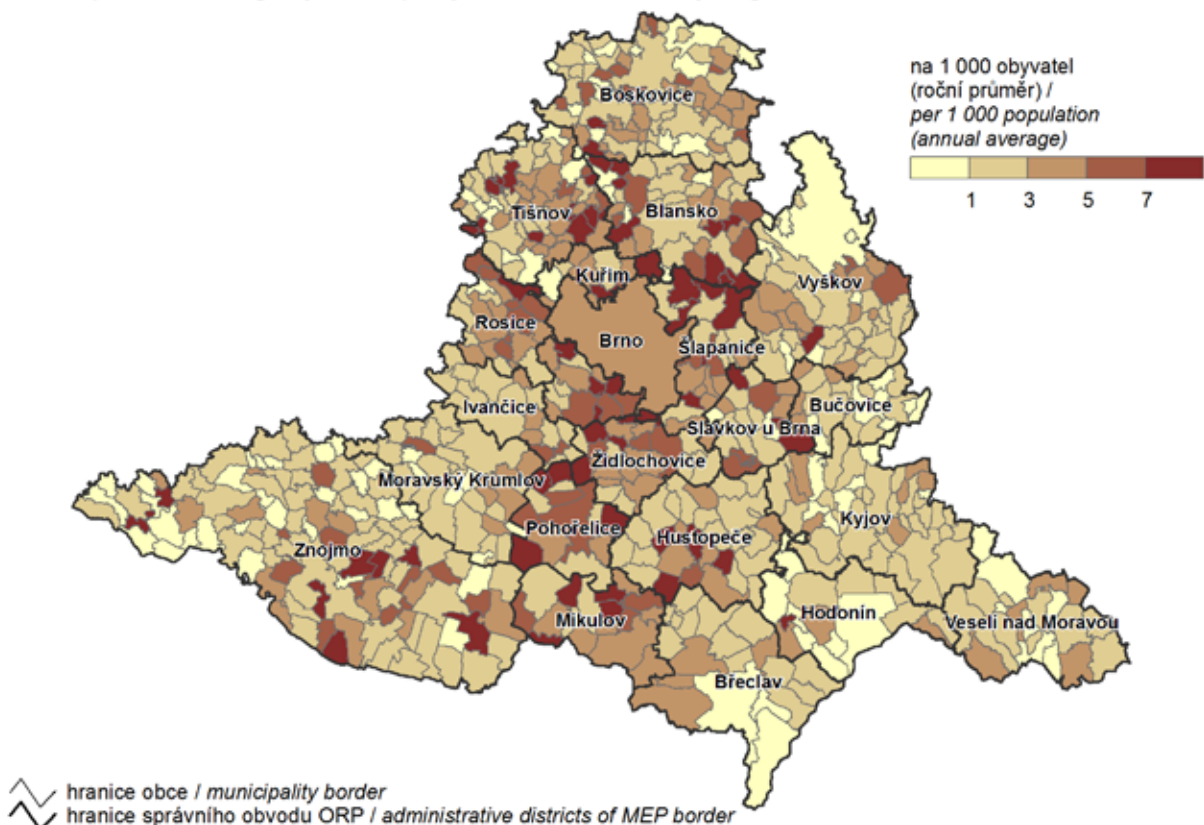 na 1 000 obyvatel
(roční průměr) /
per 1 000 population
(annual average)
1 3 5 7
Boskovice
Tišnov
Blansko
Kuřim
Vyškov
Rosice
Brno
Šlapanice
Ivančice
Bučovice
Slavkov u Brna
Židlochovice
Moravský Krumlov
Kyjov
Pohořelice
Hustopeče
Znojmo
Mikulov
Hodonín
Veselí nad Moravou
Břeclav
hranice obce / municipality border
hranice správního obvodu ORP / administrative districts of MEP border